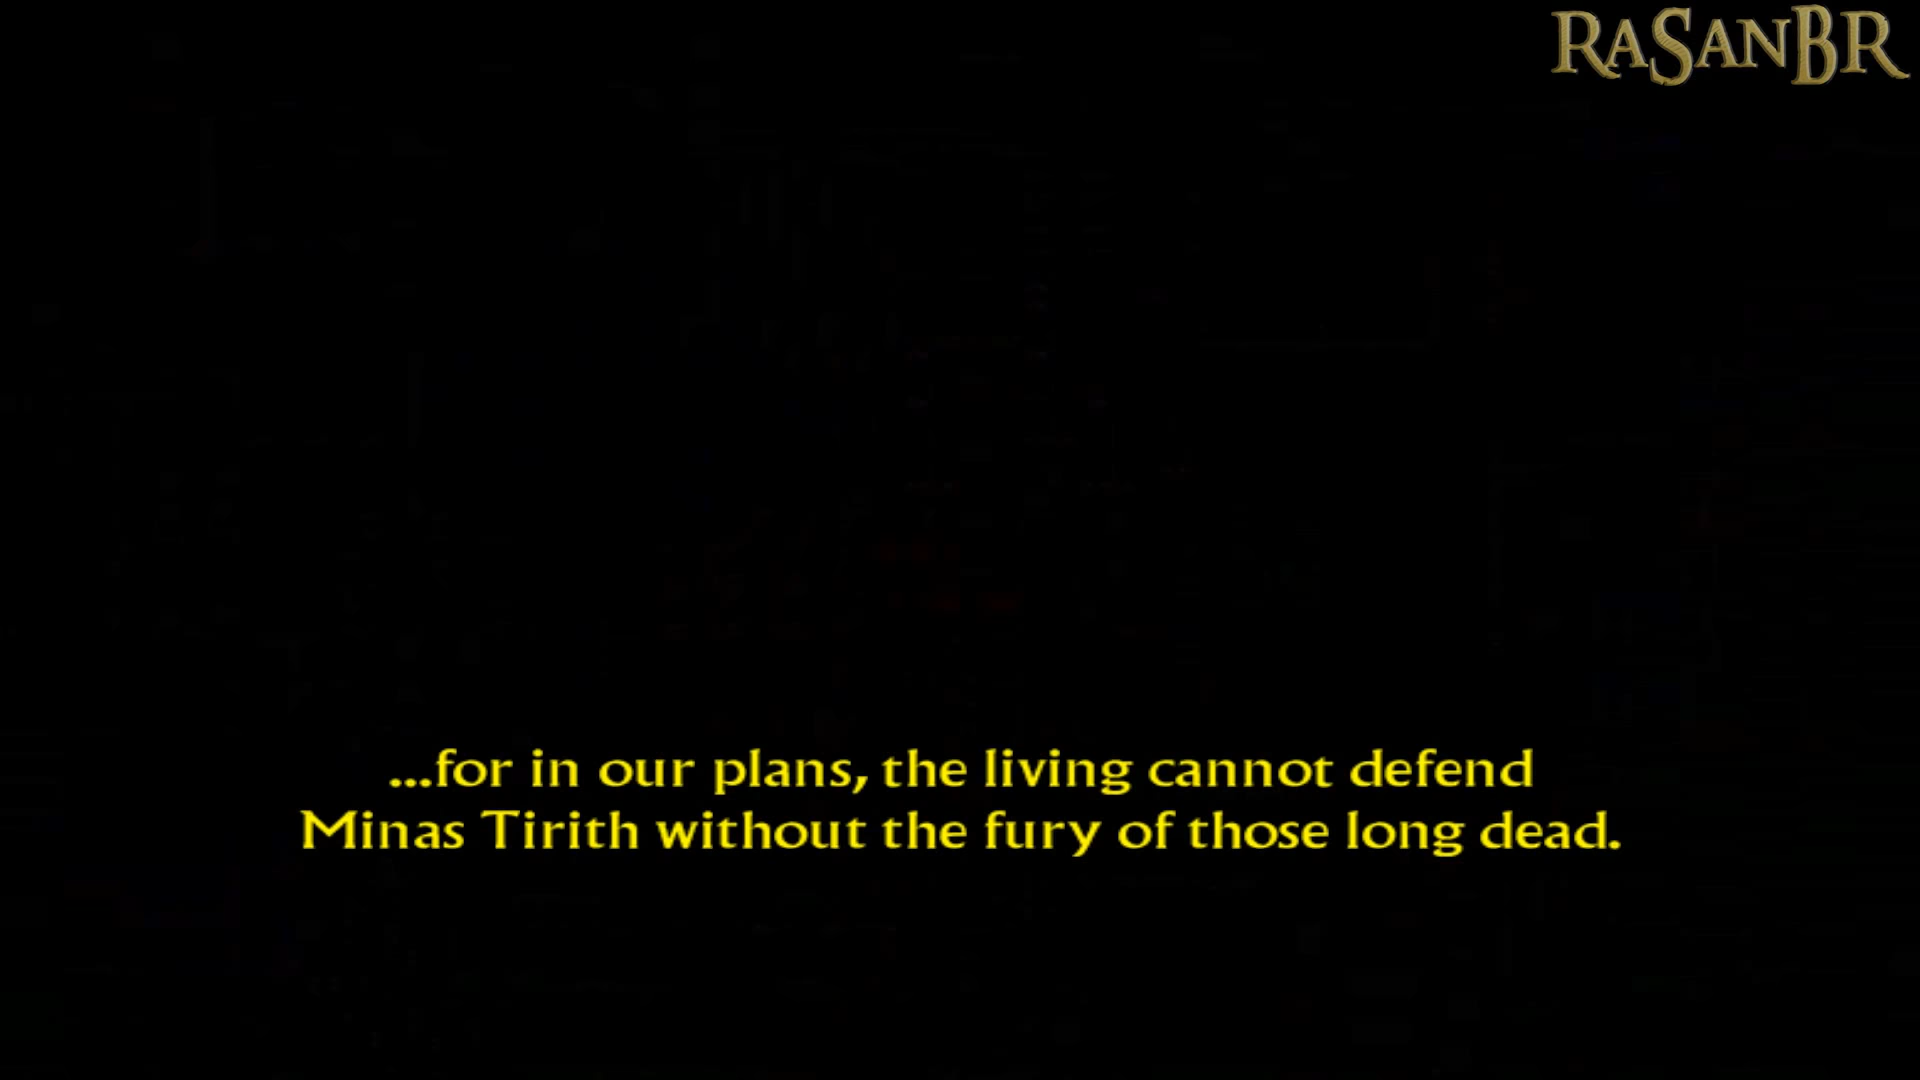 RASANBR
...for in our plans, the living cannot defend
Minas Tirith without the fury of those long dead.